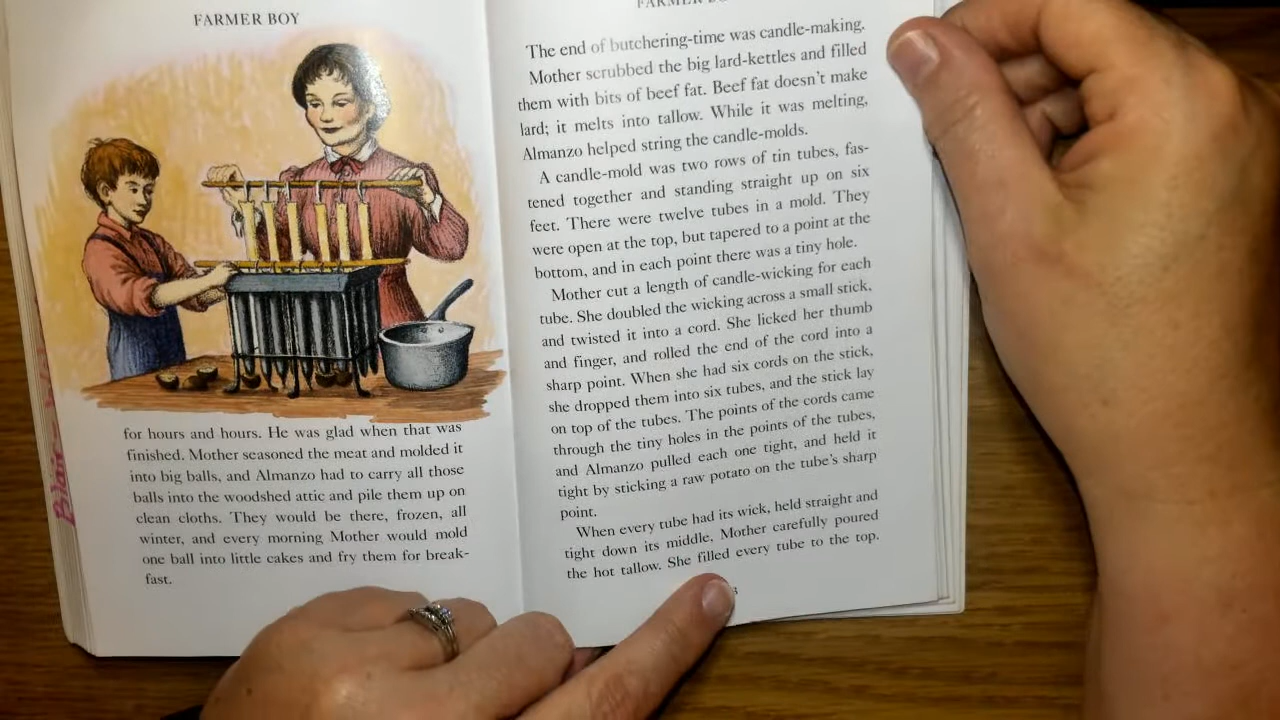 FARMER BOY
for hours and hours. He was glad when that was
finished. Mother seasoned the meat and molded it
into big balls, and Almanzo had to carry all those
balls into the woodshed attic and pile them up on
clean cloths. They would be there, frozen, all
winter, and every morning Mother would mold
one ball into little cakes and fry them for break-
fast.
FARMER
The end of butchering-time was candle-making.
Mother scrubbed the big lard-kettles and filled
them with bits of beef fat. Beef fat doesn't make
lard; it melts into tallow. While it was melting,
Almanzo helped string the candle-molds.
A candle-mold was two rows of tin tubes, fas-
tened together and standing straight up on six
feet. There were twelve tubes in a mold. They
were open at the top, but tapered to a point at the
bottom, and in each point there was a tiny hole.
Mother cut a length of candle-wicking for each
tube. She doubled the wicking across a small stick,
and twisted it into a cord. She licked her thumb
and finger, and rolled the end of the cord into a
sharp point. When she had six cords on the stick,
she dropped them into six tubes, and the stick lay
on top of the tubes. The points of the cords came
through the tiny holes in the points of the tubes,
and Almanzo pulled each one tight, and held it
tight by sticking a raw potato on the tube's sharp
point.
When every tube had its wick, held straight and
tight down its middle, Mother carefully poured
the hot tallow. She filled every tube to the top.